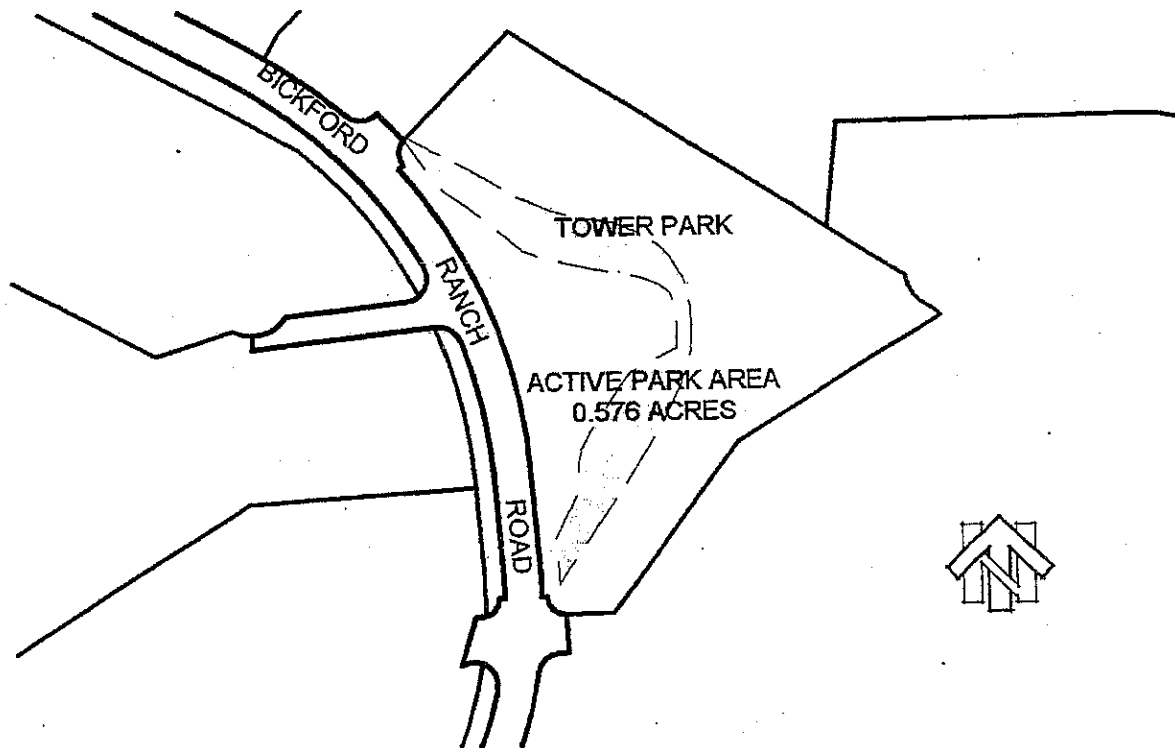 BICKFORD
RANCH
ROAD
TOWER PARK
ACTIVE PARK AREA
0.576 ACRES
N